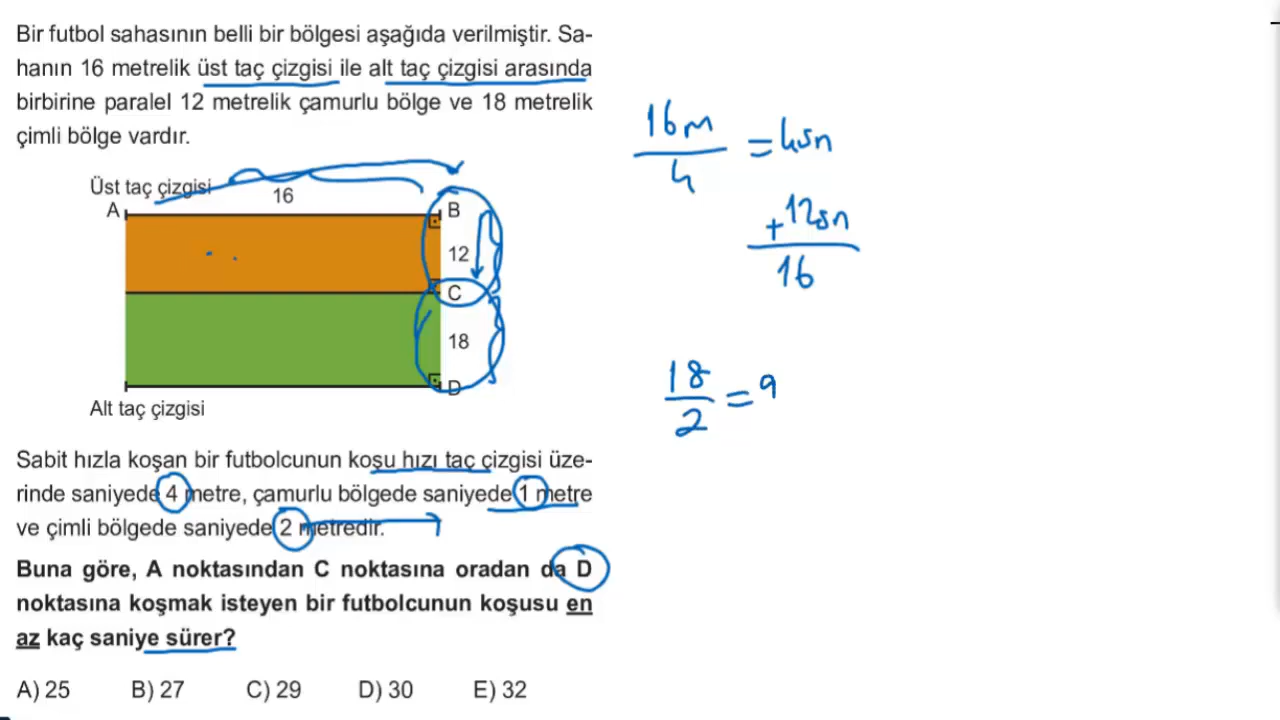 Bir futbol sahasının belli bir bölgesi aşağıda verilmiştir. Sa-
hanın 16 metrelik üst taç çizgisi ile alt taç çizgisi arasında
birbirine paralel 12 metrelik çamurlu bölge ve 18 metrelik
çimli bölge vardır.
Üst taç çizgisi
16
A
B
12
C
18
D
Alt taç çizgisi
Sabit hızla koşan bir futbolcunun koşu hızı taç çizgisi üze-
rinde saniyede 4 metre, çamurlu bölgede saniyede 1 metre
ve çimli bölgede saniyede 2 metredir.
Buna göre, A noktasından C noktasına oradan da D
noktasına koşmak isteyen bir futbolcunun koşusu en
az kaç saniye sürer?
A) 25 B) 27 C) 29 D) 30 E) 32
16m
4
= 4sn
+ 12sn
16
18
2
= 9